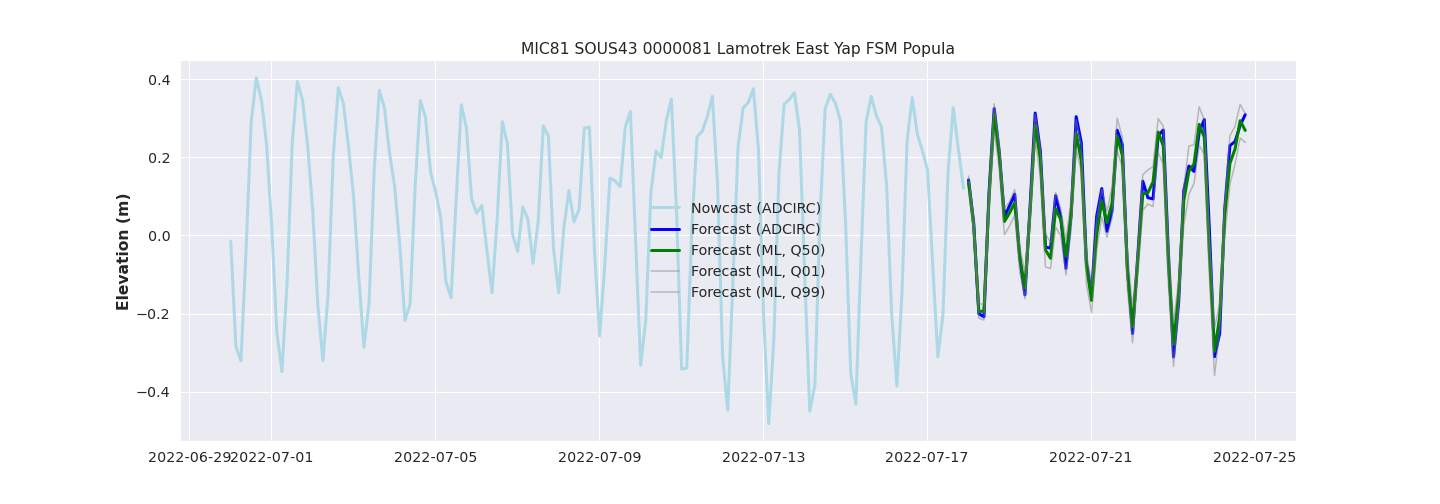 MIC81 SOUS43 0000081 Lamotrek East Yap FSM Popula
Elevation (m)
0.4
0.2
0.0
−0.2
−0.4
Nowcast (ADCIRC)
Forecast (ADCIRC)
Forecast (ML, Q50)
Forecast (ML, Q01)
Forecast (ML, Q99)
2022-06-29 2022-07-01 2022-07-05 2022-07-09 2022-07-13 2022-07-17 2022-07-21 2022-07-25